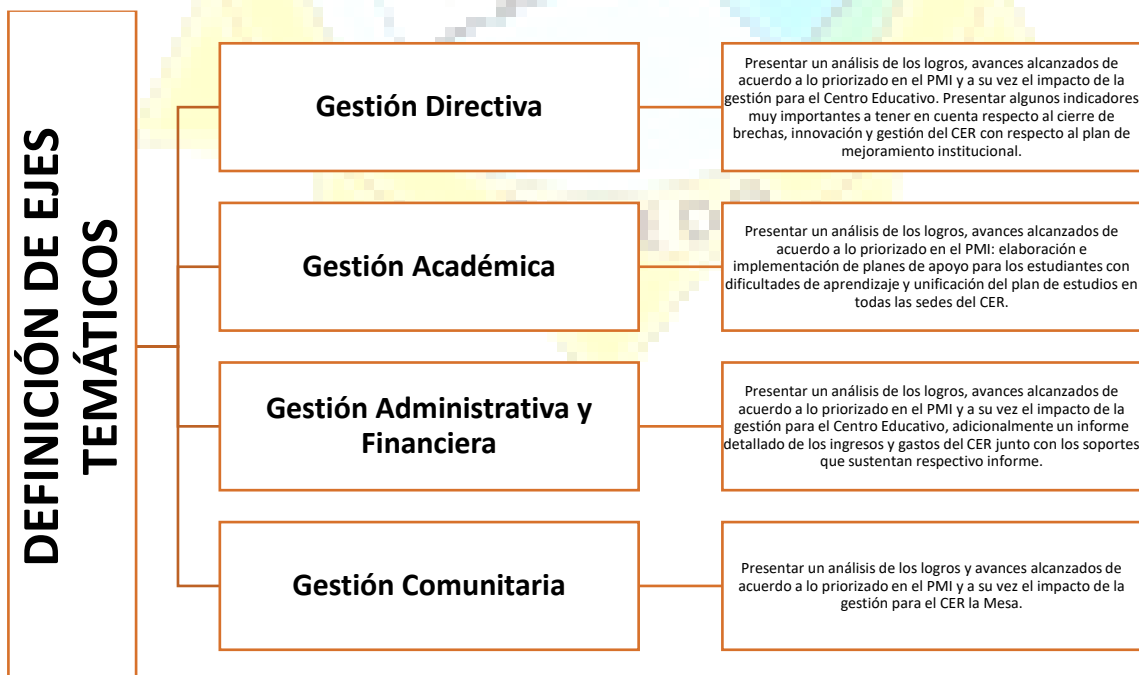 DEFINICIÓN DE EJES
TEMÁTICOS
Gestión Directiva
Presentar un análisis de los logros, avances alcanzados de
acuerdo a lo priorizado en el PMI y a su vez el impacto de la
gestión para el Centro Educativo. Presentar algunos indicadores
muy importantes a tener en cuenta respecto al cierre de
brechas, innovación y gestión del CER con respecto al plan de
mejoramiento institucional.
Gestión Académica
Presentar un análisis de los logros, avances alcanzados de
acuerdo a lo priorizado en el PMI: elaboración e
implementación de planes de apoyo para los estudiantes con
dificultades de aprendizaje y unificación del plan de estudios en
todas las sedes del CER.
Gestión Administrativa y
Financiera
Presentar un análisis de los logros, avances alcanzados de
acuerdo a lo priorizado en el PMI y a su vez el impacto de la
gestión para el Centro Educativo, adicionalmente un informe
detallado de los ingresos y gastos del CER junto con los soportes
que sustentan respectivo informe.
Gestión Comunitaria
Presentar un análisis de los logros y avances alcanzados de
acuerdo a lo priorizado en el PMI y a su vez el impacto de la
gestión para el CER la Mesa.